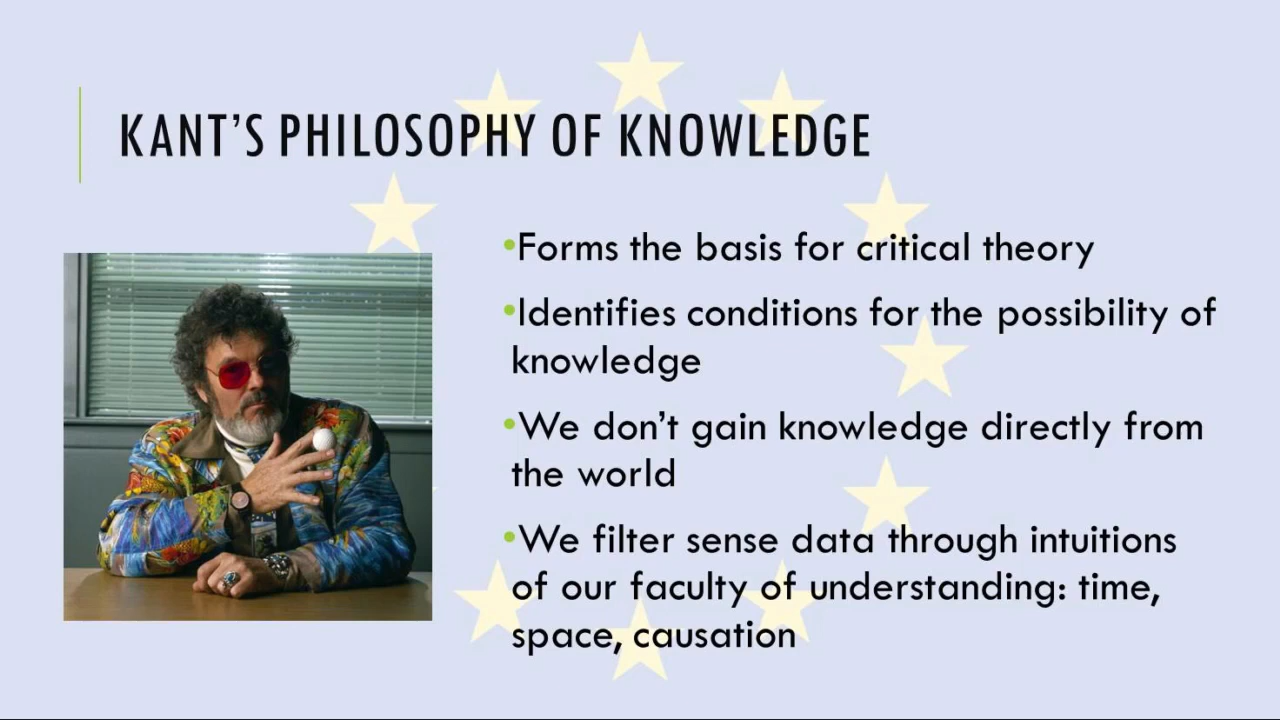 KANT'S PHILOSOPHY OF KNOWLEDGE
•Forms the basis for critical theory
•Identifies conditions for the possibility of
knowledge
•We don't gain knowledge directly from
the world
•We filter sense data through intuitions
of our faculty of understanding: time,
space, causation